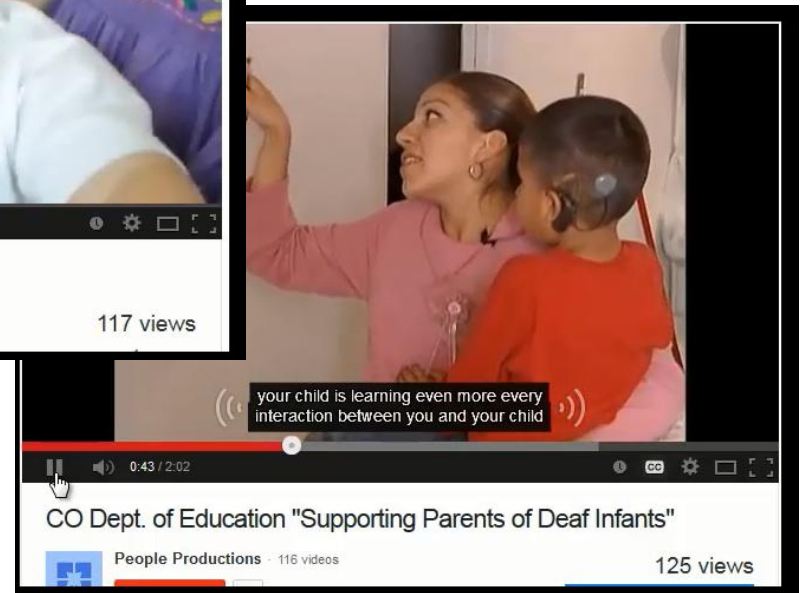 117 views
your child is learning even more every
interaction between you and your child
0:43 / 2:02
CC
CO Dept. of Education "Supporting Parents of Deaf Infants"
People Productions · 116 videos
125 views